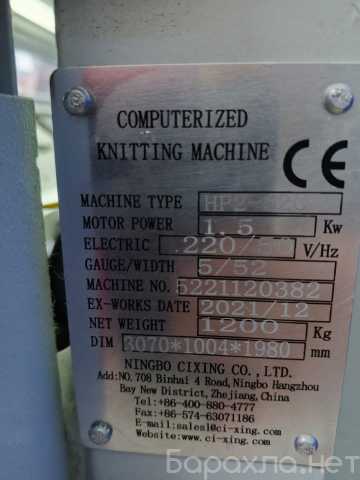 COMPUTERIZED
KNITTING MACHINE CE
MACHINE TYPE
MOTOR POWER 1.5 Kw
ELECTRIC V/Hz
GAUGE/WIDTH 5/52
MACHINE NO. 5221120382
EX-WORKS DATE 2021/12
NET WEIGHT 1200 Kg
DIM 3070*1004*1980 mm
NINGBO CIXING CO., LTD.
Add:NO.708 Binhai 4 Road,Ningbo Hangzhou
Bay New District, Zhejiang, China
Tel:+86-400-880-4777
Fax:+86-574-63071186
E-mail:sales1@ci-xing.com
Website:www.ci-xing.com
Барахла.нет